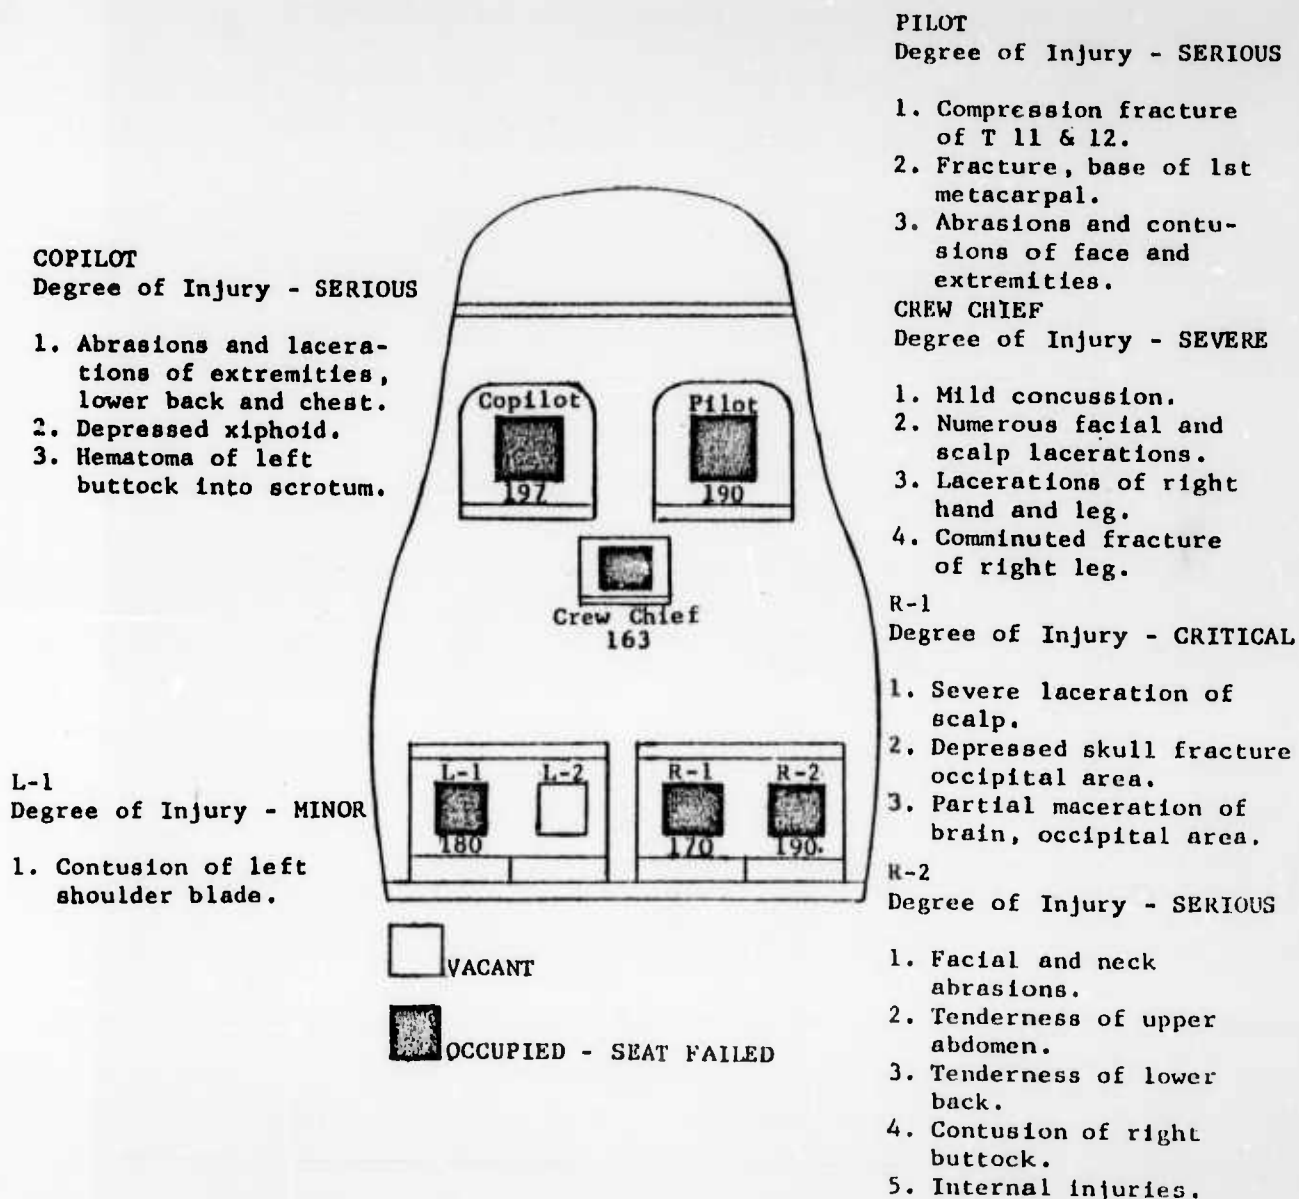 PILOT
Degree of Injury - SERIOUS
1. Compression fracture
of T 11 & 12.
2. Fracture, base of 1st
metacarpal.
3. Abrasions and contu-
sions of face and
extremities.
CREW CHIEF
Degree of Injury - SEVERE
1. Mild concussion.
2. Numerous facial and
scalp lacerations.
3. Lacerations of right
hand and leg.
4. Comminuted fracture
of right leg.
R-1
Degree of Injury - CRITICAL
1. Severe laceration of
scalp.
2. Depressed skull fracture
occipital area.
3. Partial maceration of
brain, occipital area.
R-2
Degree of Injury - SERIOUS
1. Facial and neck
abrasions.
2. Tenderness of upper
abdomen.
3. Tenderness of lower
back.
4. Contusion of right
buttock.
5. Internal injuries.
COPILOT
Degree of Injury - SERIOUS
1. Abrasions and lacera-
tions of extremities,
lower back and chest.
2. Depressed xiphoid.
3. Hematoma of left
buttock into scrotum.
L-1
Degree of Injury - MINOR
1. Contusion of left
shoulder blade.
Copilot
197
Pilot
190
Crew Chief
163
L-1 L-2 R-1 R-2
180 170 190.
VACANT
OCCUPIED - SEAT FAILED